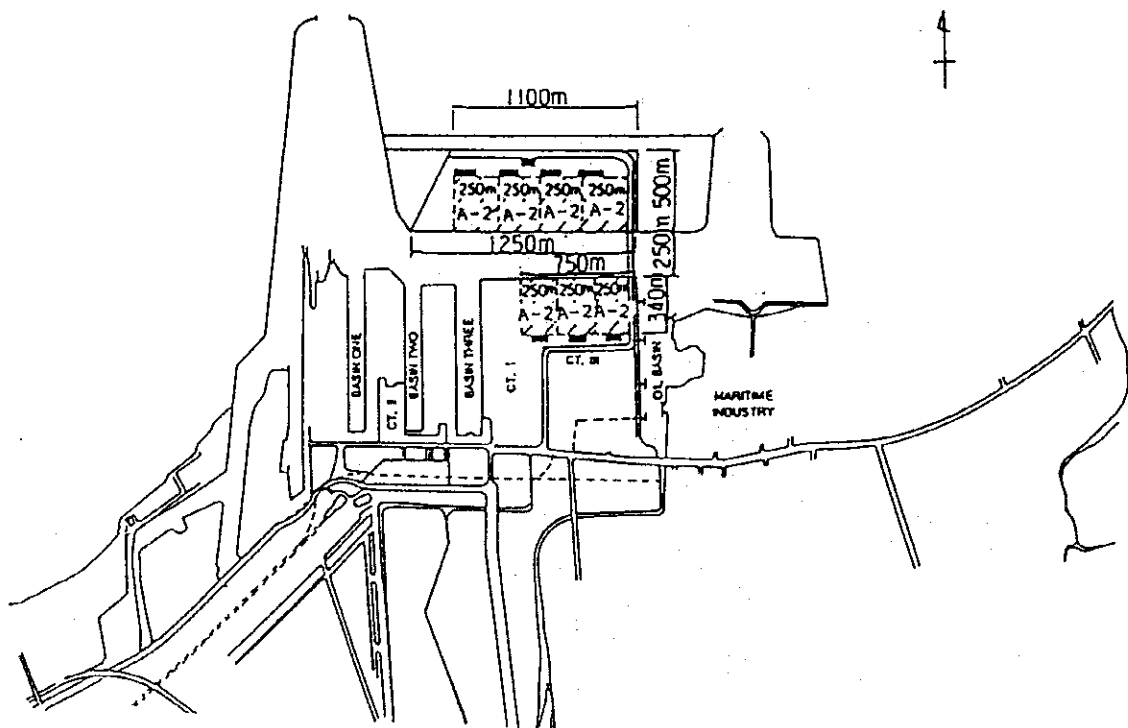 1100m
250m 250m 250m 250m
A-2 A-2 A-2 A-2
500m
1250m
250m
750m
250m 250m 250m
A-2 A-2 A-2
340m
BASIN ONE
CT. II
BASIN TWO
BASIN THREE
CT. I
CT. III
OIL BASIN
MARITIME
INDUSTRY